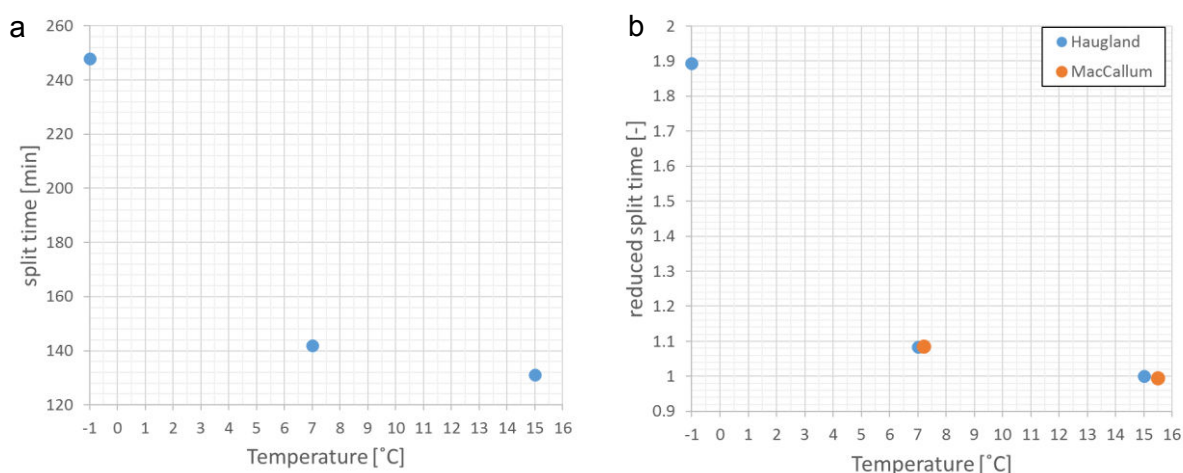 a
260
240
220
200
180
160
140
120
split time [min]
-1 0 1 2 3 4 5 6 7 8 9 10 11 12 13 14 15 16
Temperature [˚C]
b
2
1.9
1.8
1.7
1.6
1.5
1.4
1.3
1.2
1.1
1
0.9
reduced split time [-]
Haugland
MacCallum
-1 0 1 2 3 4 5 6 7 8 9 10 11 12 13 14 15 16
Temperature [˚C]